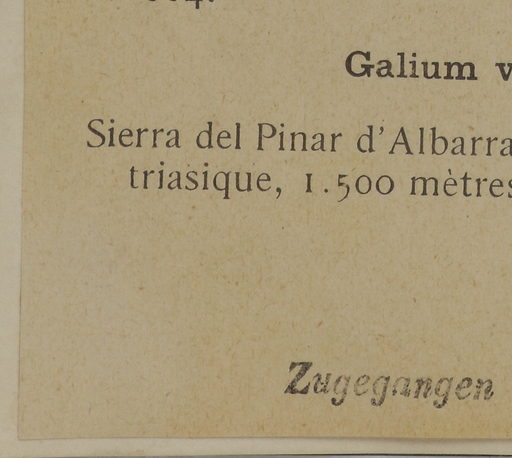 Galium
Sierra del Pinar d'Albarra
triasique, 1.500 mètres
Zugegangen